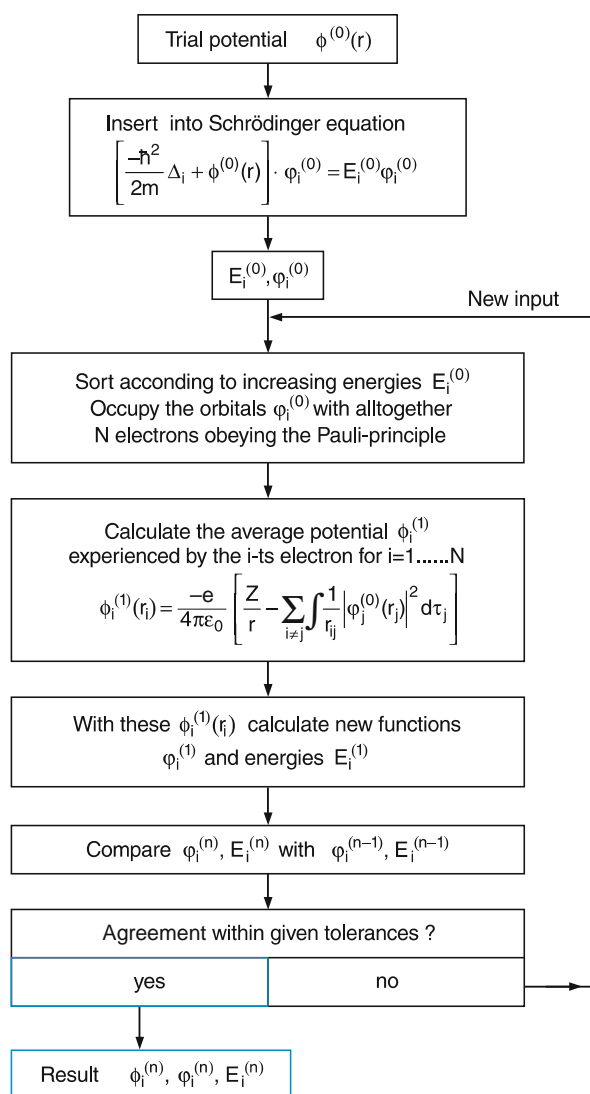 Trial potential ϕ⁽⁰⁾(r)
Insert into Schrödinger equation
[−ħ²/2m Δᵢ + ϕ⁽⁰⁾(r)] · φᵢ⁽⁰⁾ = Eᵢ⁽⁰⁾φᵢ⁽⁰⁾
Eᵢ⁽⁰⁾, φᵢ⁽⁰⁾
New input
Sort acconding to increasing energies Eᵢ⁽⁰⁾
Occupy the orbitals φᵢ⁽⁰⁾ with alltogether
N electrons obeying the Pauli-principle
Calculate the average potential ϕᵢ⁽¹⁾
experienced by the i-ts electron for i=1......N
ϕᵢ⁽¹⁾(rᵢ) = −e/4πε₀ [Z/r − ∑_{i≠j} ∫ 1/r_{ij} |φⱼ⁽⁰⁾(rⱼ)|² dτⱼ]
With these ϕᵢ⁽¹⁾(rᵢ) calculate new functions
φᵢ⁽¹⁾ and energies Eᵢ⁽¹⁾
Compare φᵢ⁽ⁿ⁾, Eᵢ⁽ⁿ⁾ with φᵢ⁽ⁿ⁻¹⁾, Eᵢ⁽ⁿ⁻¹⁾
Agreement within given tolerances ?
yes
no
Result ϕᵢ⁽ⁿ⁾, φᵢ⁽ⁿ⁾, Eᵢ⁽ⁿ⁾